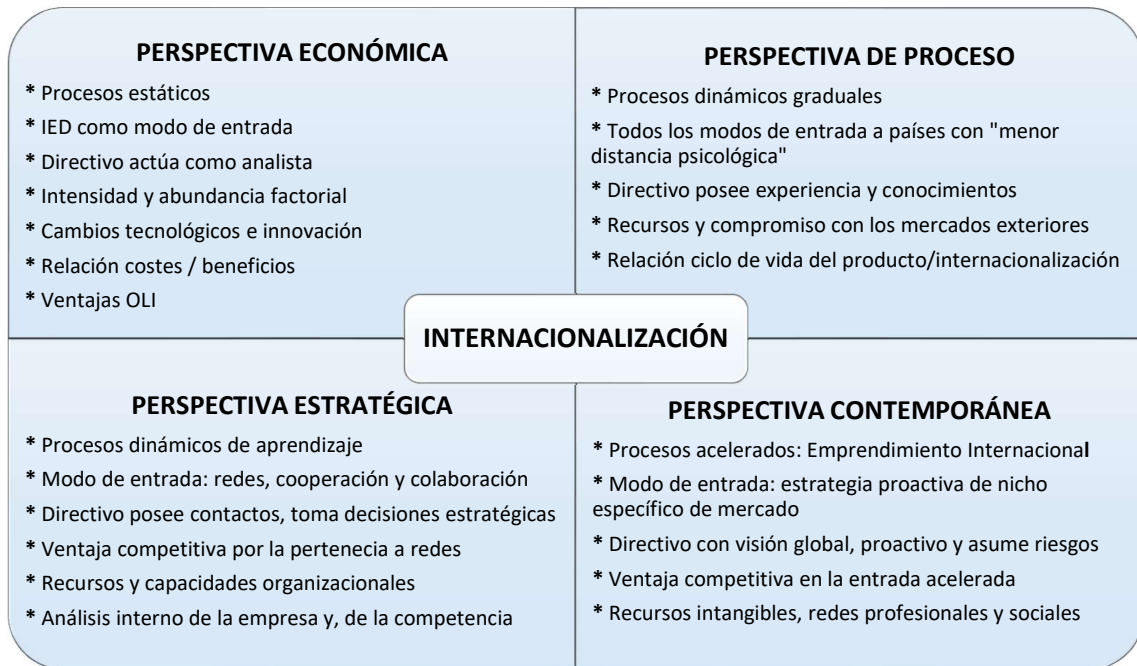 PERSPECTIVA ECONÓMICA
* Procesos estáticos
* IED como modo de entrada
* Directivo actúa como analista
* Intensidad y abundancia factorial
* Cambios tecnológicos e innovación
* Relación costes / beneficios
* Ventajas OLI
PERSPECTIVA DE PROCESO
* Procesos dinámicos graduales
* Todos los modos de entrada a países con "menor
distancia psicológica"
* Directivo posee experiencia y conocimientos
* Recursos y compromiso con los mercados exteriores
* Relación ciclo de vida del producto/internacionalización
INTERNACIONALIZACIÓN
PERSPECTIVA ESTRATÉGICA
* Procesos dinámicos de aprendizaje
* Modo de entrada: redes, cooperación y colaboración
* Directivo posee contactos, toma decisiones estratégicas
* Ventaja competitiva por la pertenecia a redes
* Recursos y capacidades organizacionales
* Análisis interno de la empresa y, de la competencia
PERSPECTIVA CONTEMPORÁNEA
* Procesos acelerados: Emprendimiento Internacional
* Modo de entrada: estrategia proactiva de nicho
específico de mercado
* Directivo con visión global, proactivo y asume riesgos
* Ventaja competitiva en la entrada acelerada
* Recursos intangibles, redes profesionales y sociales